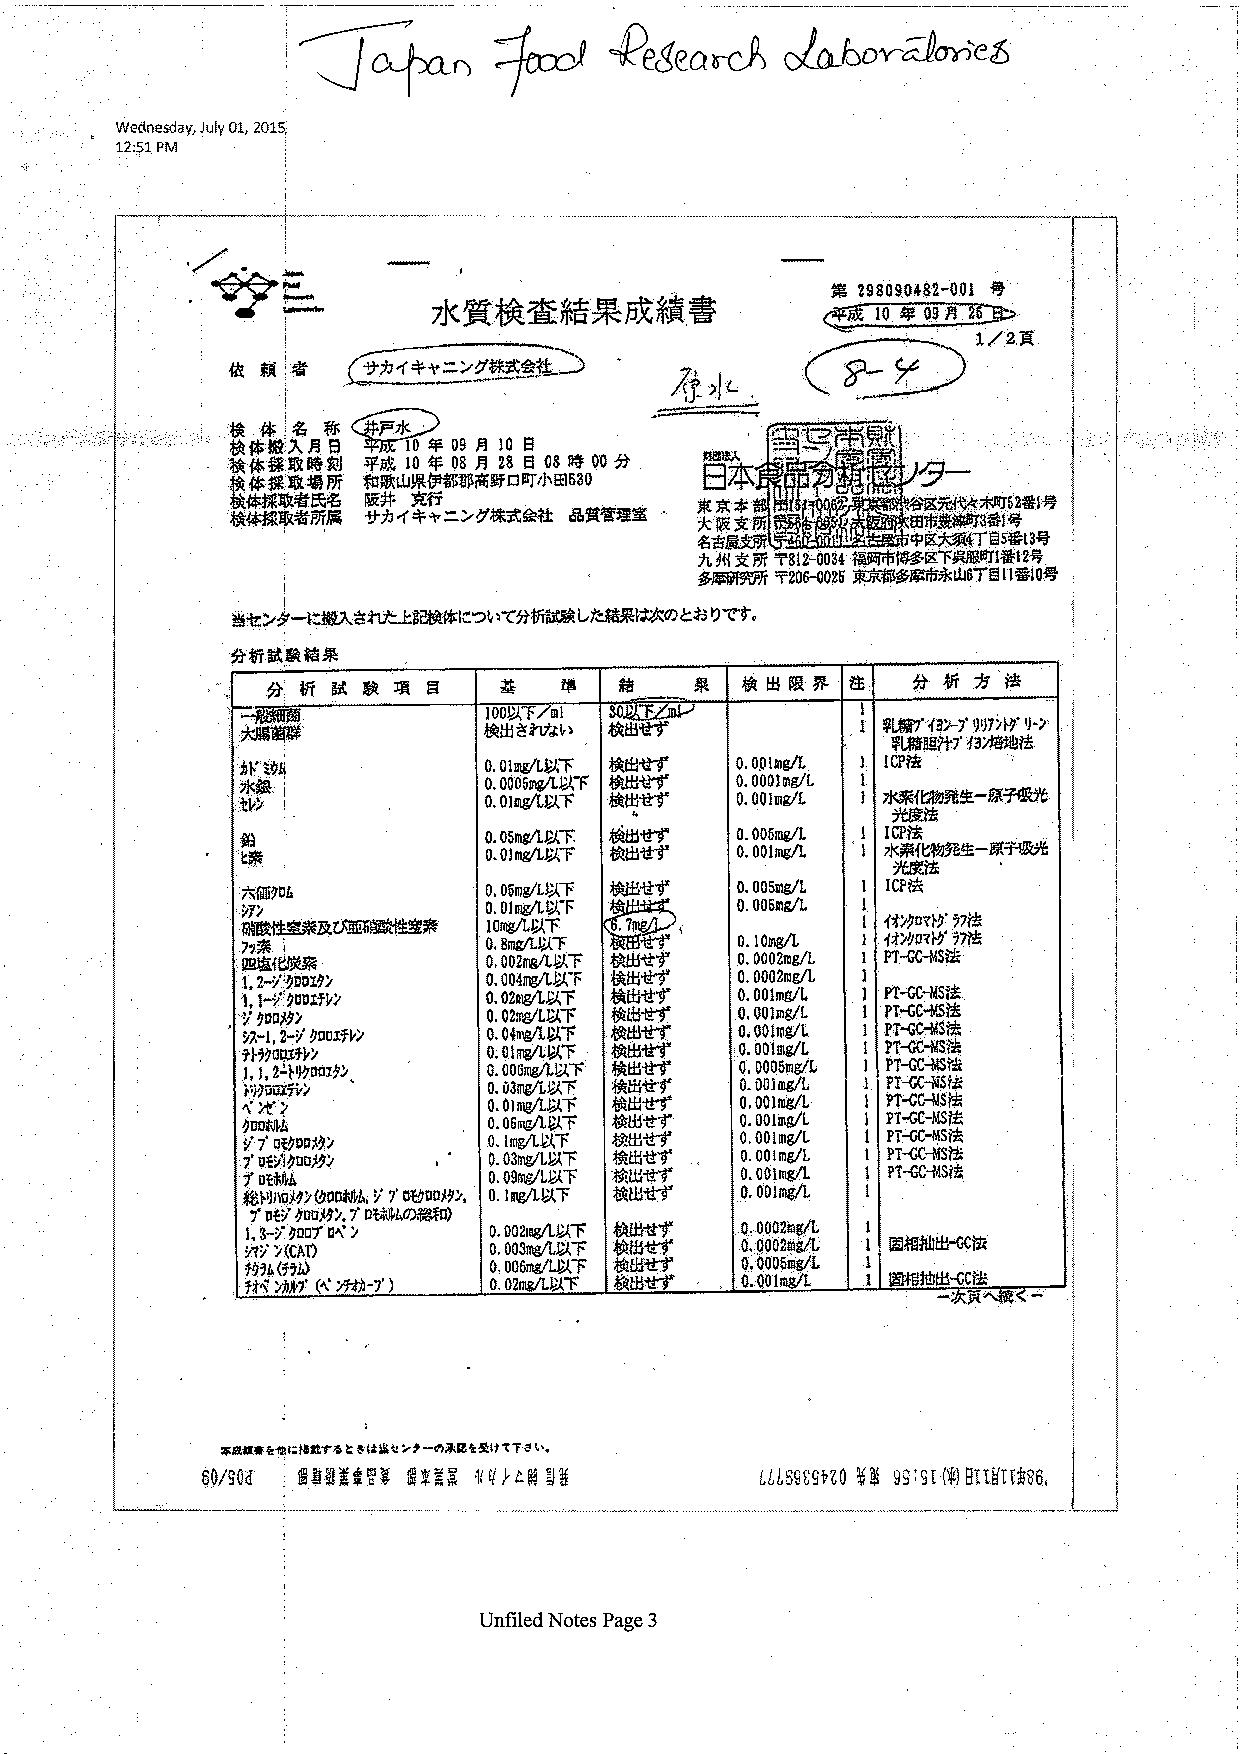 Japan Food Research Laboratories
Wednesday, July 01, 2015
12:51 PM
Japan
Food
Research
Laboratories
水質検査結果成績書
第 298090482-001 号
平成 10 年 09 月 25 日
1/2頁
依 頼 者 サカイキャニング株式会社
原水
8-4
検 体 名 称 井戸水
検体搬入月日 平成 10 年 09 月 10 日
検体採取時刻 平成 10 年 08 月 28 日 08 時 00 分
検体採取場所 和歌山県伊都郡高野口町小田630
検体採取者氏名 阪井 克行
検体採取者所属 サカイキャニング株式会社 品質管理室
財団法人
日本食品分析センター
東京本部 東京都渋谷区元代々木町52番1号
大阪支所 大阪府吹田市豊津町3番1号
名古屋支所 名古屋市中区大須4丁目5番13号
九州支所 〒812-0034 福岡市博多区下呉服町1番12号
多摩研究所 〒206-0025 東京都多摩市永山6丁目11番10号
当センターに搬入された上記検体について分析試験した結果は次のとおりです。
分析試験結果
分 析 試 験 項 目 基 準 結 果 検 出 限 界 注 分 析 方 法
一般細菌 100以下/ml 30以下/ml 1
大腸菌群 検出されない 検出せず 1 乳糖ブイヨン-ブリリアントグリーン
乳糖胆汁ブイヨン培地法
カドミウム 0.01mg/L以下 検出せず 0.001mg/L 1 ICP法
水銀 0.0005mg/L以下 検出せず 0.0001mg/L 1
セレン 0.01mg/L以下 検出せず 0.001mg/L 1 水素化物発生-原子吸光
光度法
鉛 0.05mg/L以下 検出せず 0.005mg/L 1 ICP法
ヒ素 0.01mg/L以下 検出せず 0.001mg/L 1 水素化物発生-原子吸光
光度法
六価クロム 0.05mg/L以下 検出せず 0.005mg/L 1 ICP法
シアン 0.01mg/L以下 検出せず 0.005mg/L 1
硝酸性窒素及び亜硝酸性窒素 10mg/L以下 6.7mg/L 1 イオンクロマトグラフ法
フッ素 0.8mg/L以下 検出せず 0.10mg/L 1 イオンクロマトグラフ法
四塩化炭素 0.002mg/L以下 検出せず 0.0002mg/L 1 PT-GC-MS法
1,2-ジクロロエタン 0.004mg/L以下 検出せず 0.0002mg/L 1
1,1-ジクロロエチレン 0.02mg/L以下 検出せず 0.001mg/L 1 PT-GC-MS法
ジクロロメタン 0.02mg/L以下 検出せず 0.001mg/L 1 PT-GC-MS法
シス-1,2-ジクロロエチレン 0.04mg/L以下 検出せず 0.001mg/L 1 PT-GC-MS法
テトラクロロエチレン 0.01mg/L以下 検出せず 0.001mg/L 1 PT-GC-MS法
1,1,2-トリクロロエタン 0.006mg/L以下 検出せず 0.0005mg/L 1 PT-GC-MS法
トリクロロエチレン 0.03mg/L以下 検出せず 0.001mg/L 1 PT-GC-MS法
ベンゼン 0.01mg/L以下 検出せず 0.001mg/L 1 PT-GC-MS法
クロロホルム 0.06mg/L以下 検出せず 0.001mg/L 1 PT-GC-MS法
ジブロモクロロメタン 0.1mg/L以下 検出せず 0.001mg/L 1 PT-GC-MS法
ブロモジクロロメタン 0.03mg/L以下 検出せず 0.001mg/L 1 PT-GC-MS法
ブロモホルム 0.09mg/L以下 検出せず 0.001mg/L 1 PT-GC-MS法
総トリハロメタン(クロロホルム,ジブロモクロロメタン, 0.1mg/L以下 検出せず 0.001mg/L 1
ブロモジクロロメタン,ブロモホルムの総和)
1,3-ジクロロプロペン 0.002mg/L以下 検出せず 0.0002mg/L 1
シマジン(CAT) 0.003mg/L以下 検出せず 0.0002mg/L 1 固相抽出-GC法
チウラム(チラム) 0.006mg/L以下 検出せず 0.0005mg/L 1
チオベンカルブ(ベンチオカーブ) 0.02mg/L以下 検出せず 0.001mg/L 1 固相抽出-GC法
-次頁へ続く-
本成績書を他に掲載するときは当センターの承認を受けて下さい。
'98年11月11日(水) 15:56 宛先 0245369777 発信 ㈱マイカル 営業本部 食品事業 P05/09
Unfiled Notes Page 3